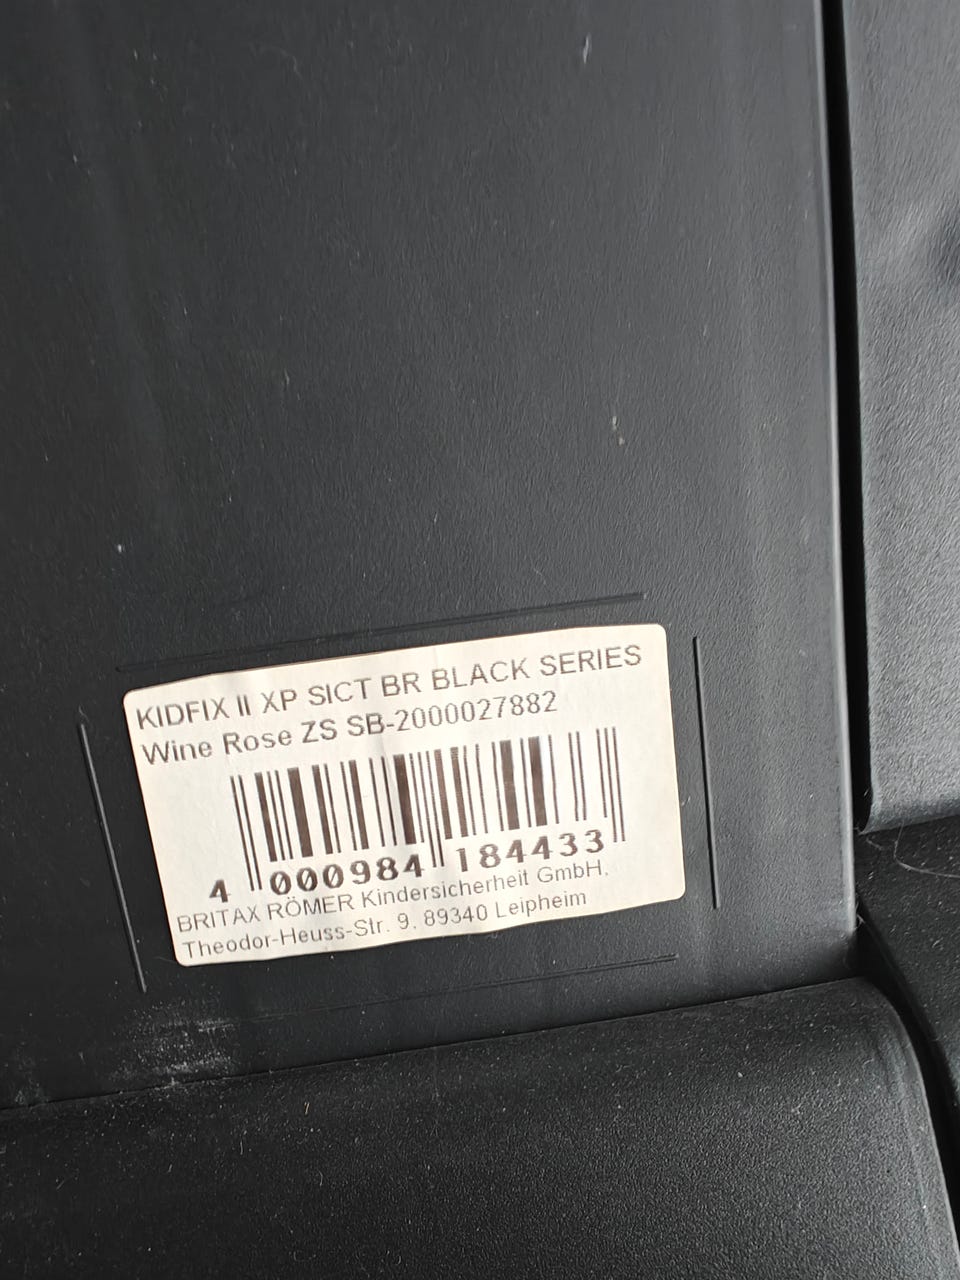 KIDFIX II XP SICT BR BLACK SERIES
Wine Rose ZS SB-2000027882
4 000984 184433
BRITAX RÖMER Kindersicherheit GmbH,
Theodor-Heuss-Str. 9, 89340 Leipheim